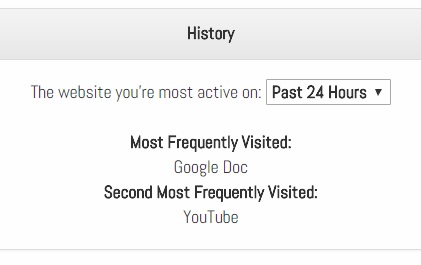 History
The website you're most active on: Past 24 Hours ▼
Most Frequently Visited:
Google Doc
Second Most Frequently Visited:
YouTube